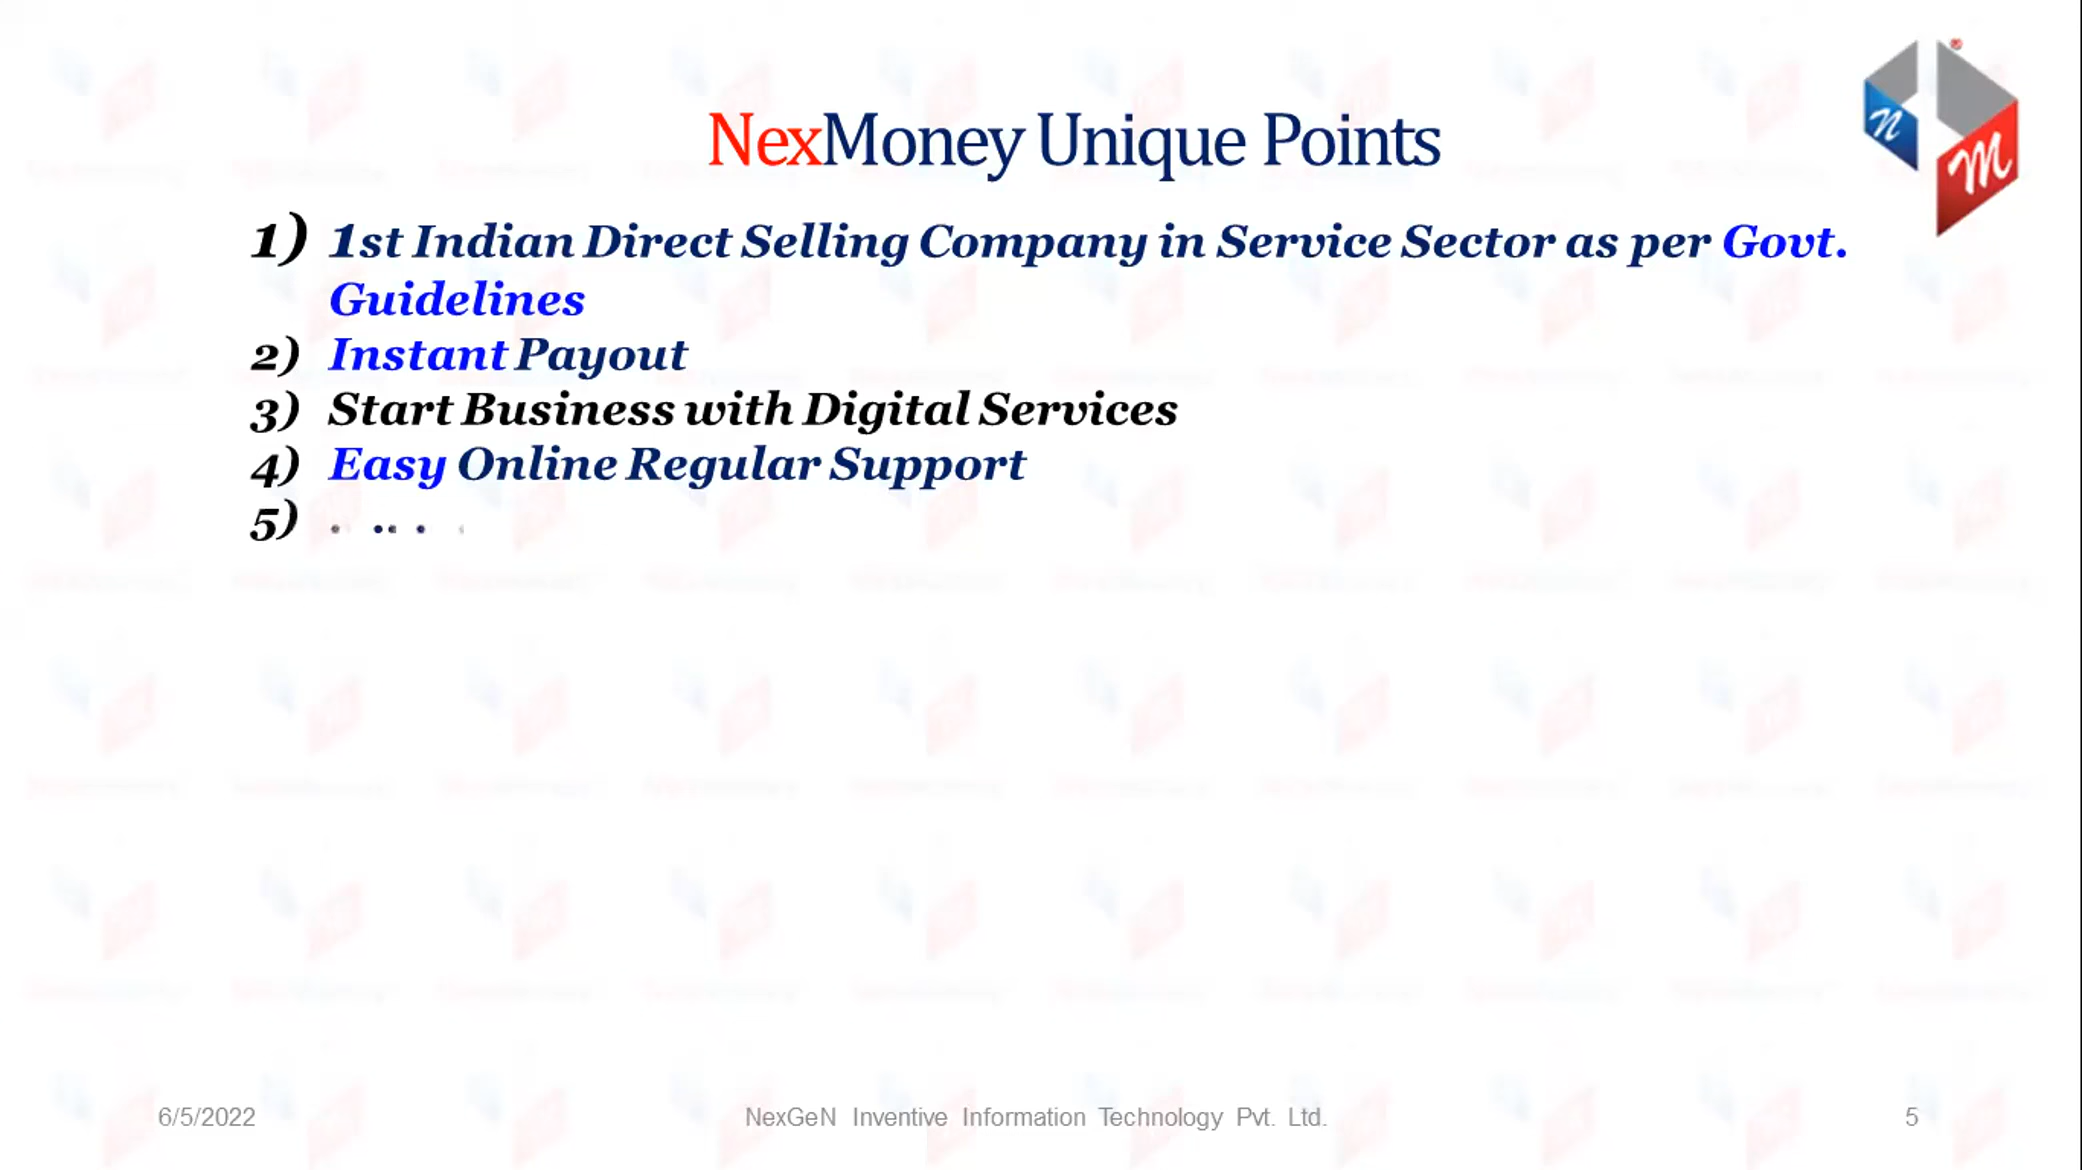 NexMoney Unique Points
1) 1st Indian Direct Selling Company in Service Sector as per Govt.
Guidelines
2) Instant Payout
3) Start Business with Digital Services
4) Easy Online Regular Support
5)
n
m
6/5/2022
NexGeN Inventive Information Technology Pvt. Ltd.
5